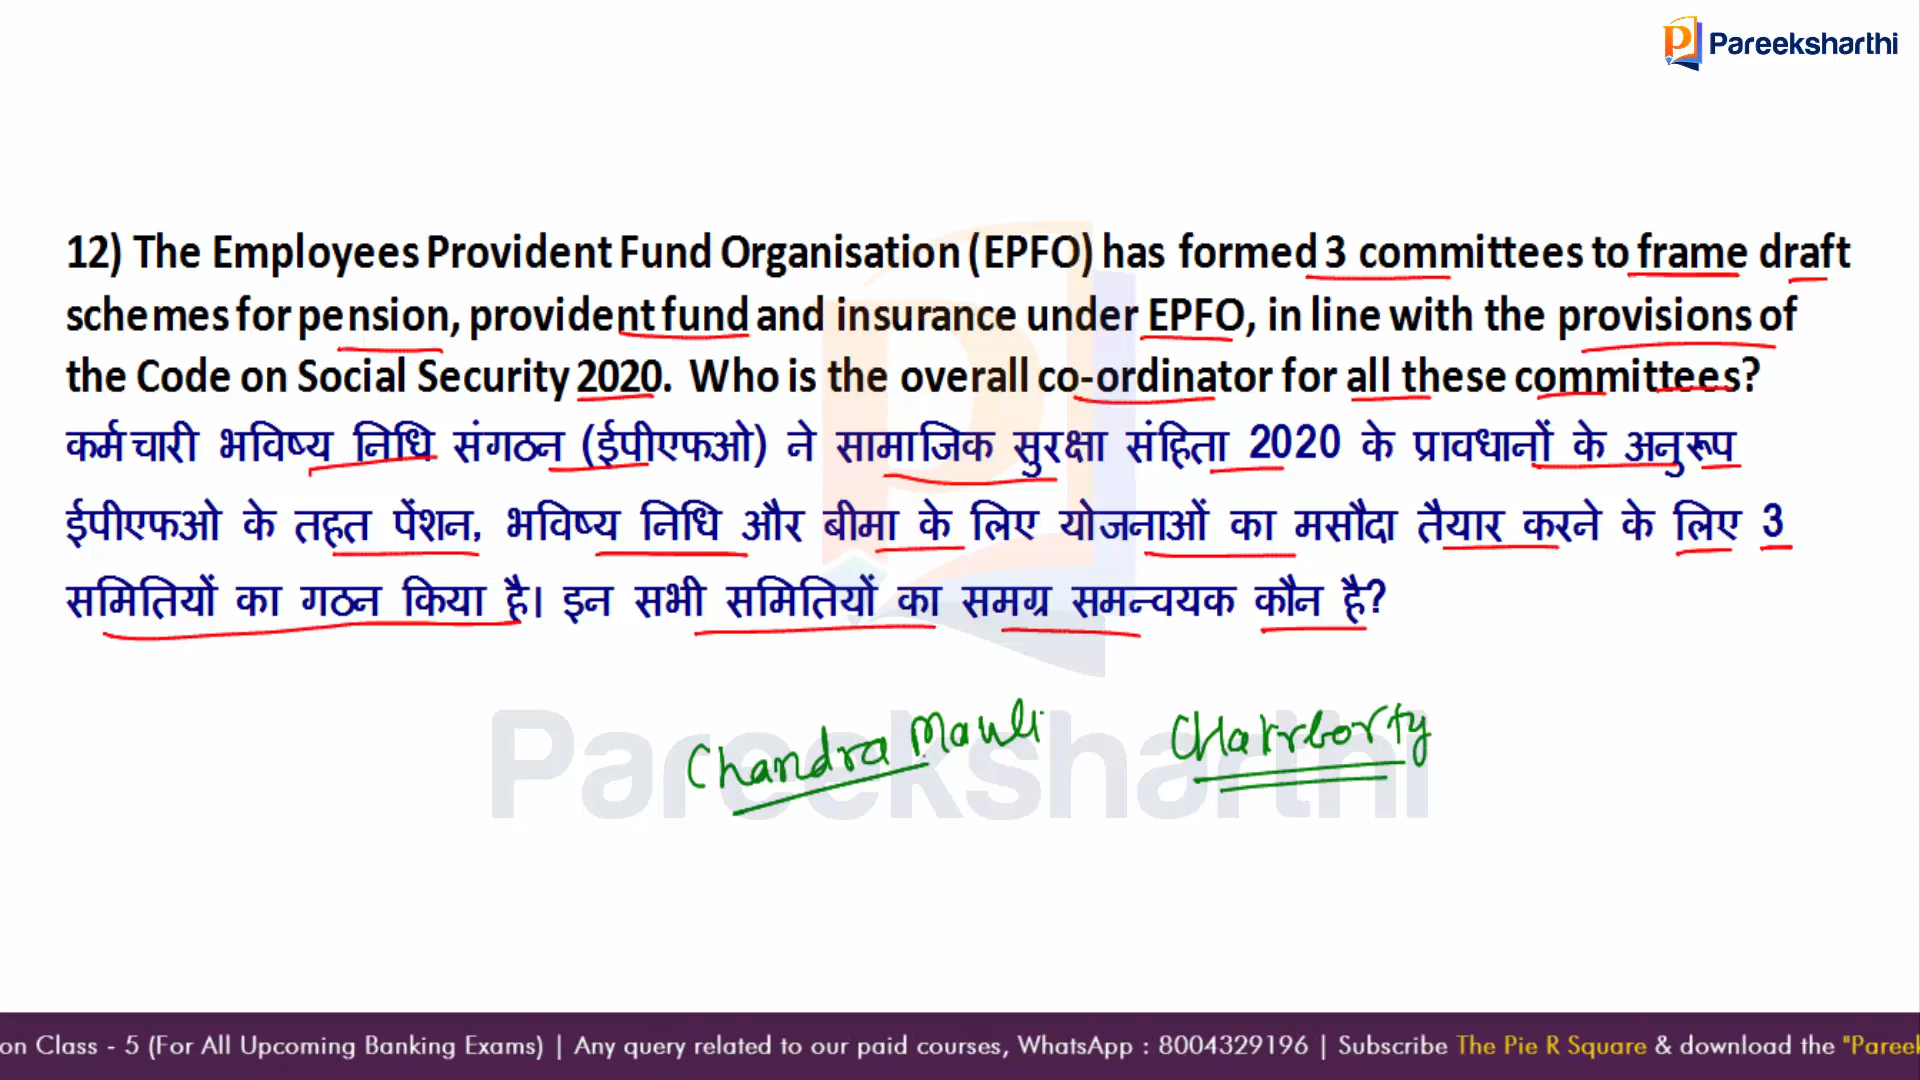 Pareeksharthi
12) The Employees Provident Fund Organisation (EPFO) has formed 3 committees to frame draft
schemes for pension, provident fund and insurance under EPFO, in line with the provisions of
the Code on Social Security 2020. Who is the overall co-ordinator for all these committees?
कर्मचारी भविष्य निधि संगठन (ईपीएफओ) ने सामाजिक सुरक्षा संहिता 2020 के प्रावधानों के अनुरूप
ईपीएफओ के तहत पेंशन, भविष्य निधि और बीमा के लिए योजनाओं का मसौदा तैयार करने के लिए 3
समितियों का गठन किया है। इन सभी समितियों का समग्र समन्वयक कौन है?
Chandra Mauli Chakrborty
Pareeksharthi
on Class - 5 (For All Upcoming Banking Exams) | Any query related to our paid courses, WhatsApp : 8004329196 | Subscribe The Pie R Square & download the "Pareek